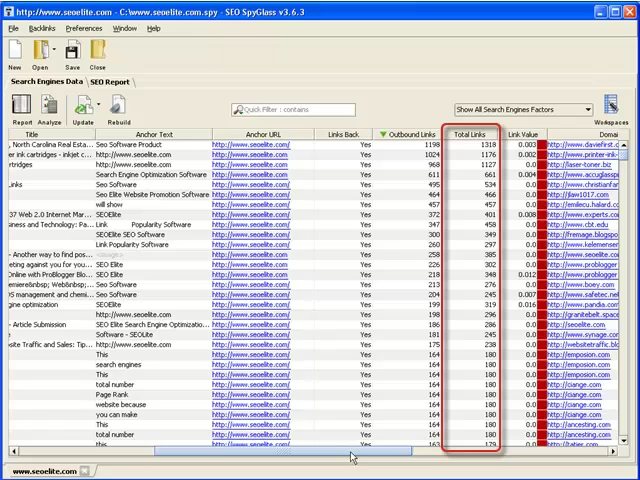 http://www.seoelite.com - C:\www.seoelite.com.spy - SEO SpyGlass v3.6.3
File Backlinks Preferences Window Help
New Open Save Close
Search Engines Data SEO Report
Report Analyze Update Rebuild Quick Filter : contains Show All Search Engines Factors Workspaces
Title Anchor Text Anchor URL Links Back Outbound Links Total Links Link Value Domai
, North Carolina Real Esta... Seo Software Product http://www.seoelite.com/ Yes 1198 1318 0.003 http://www.daviefirst.
er ink cartridges - inkjet c... http://www.seoelite.com http://www.seoelite.com Yes 1024 1176 0.002 http://www.printer-ink
rtridges http://www.seoelite.com http://www.seoelite.com Yes 968 1127 0.0 http://laser-toner.biz
Search Engine Optimization Software http://www.seoelite.com/ Yes 611 661 0.004 http://www.accuglassp
Links Seo Software http://www.seoelite.com/ Yes 495 534 0.0 http://christianfar
Seo Elite Website Promotion Software http://www.seoelite.com/ Yes 464 466 0.0 http://jlaw1017.com
will show http://www.seoelite.com/ Yes 457 457 0.0 http://emilecu.halard.c
37 Web 2.0 Internet Mar... SEOElite http://www.seoelite.com/ Yes 372 401 0.008 http://www.experts.c
siness and Technology: Pa... Link Popularity Software http://www.seoelite.com/ Yes 347 458 0.0 http://www.cbt.edu
SEOElite SEO Software http://www.seoelite.com/ Yes 300 349 0.0 http://fremage.blogspo
Link Popularity Software http://www.seoelite.com/ Yes 260 297 0.0 http://www.kelemenser
- Another way to find pos... <image> http://www.seoelite.com/ Yes 258 385 0.0 http://www.seoelite.c
eting against you for you... SEO Elite http://www.seoelite.com/ Yes 226 302 0.0 http://www.problogger
Online with ProBlogger Blo... SEO Elite http://www.seoelite.com Yes 218 348 0.012 http://www.problogger
emiere&nbsp; Web&nbsp;D... Seo Software http://www.seoelite.com/ Yes 276 524 0.0 http://www.boey.com
95 management and chemi... Seo Software http://www.seoelite.com/ Yes 204 245 0.007 http://www.safetec.net
ngine optimization SEOElite http://www.seoelite.com/ Yes 199 319 0.016 http://www.pandia.com
http://www.seoelite.com http://www.seoelite.com/ Yes 198 296 0.0 http://granitebelt.space
- Article Submission SEO Elite Search Engine Optimizatio... http://www.seoelite.com/ Yes 186 286 0.0 http://seoelite.com
Software - SEOLite http://www.seoelite.com/ Yes 181 245 0.0 http://www.synage.com
bsite Traffic and Sales: Tip... http://www.seoelite.com http://www.seoelite.com/ Yes 175 238 0.0 http://websitetraffic.blo
This http://www.seoelite.com/ Yes 164 180 0.0 http://emposion.com
search engines http://www.seoelite.com/ Yes 164 180 0.0 http://emposion.com
This http://www.seoelite.com/ Yes 164 180 0.0 http://emposion.com
total number http://www.seoelite.com/ Yes 164 180 0.0 http://ciange.com
Page Rank http://www.seoelite.com/ Yes 164 180 0.0 http://ciange.com
website because http://www.seoelite.com/ Yes 164 180 0.0 http://ciange.com
you can make http://www.seoelite.com/ Yes 164 180 0.0 http://ciange.com
This http://www.seoelite.com/ Yes 164 180 0.0 http://ancesting.com
total number http://www.seoelite.com/ Yes 164 180 0.0 http://ancesting.com
this http://www.seoelite.com/ Yes 163 179 0.0
www.seoelite.com